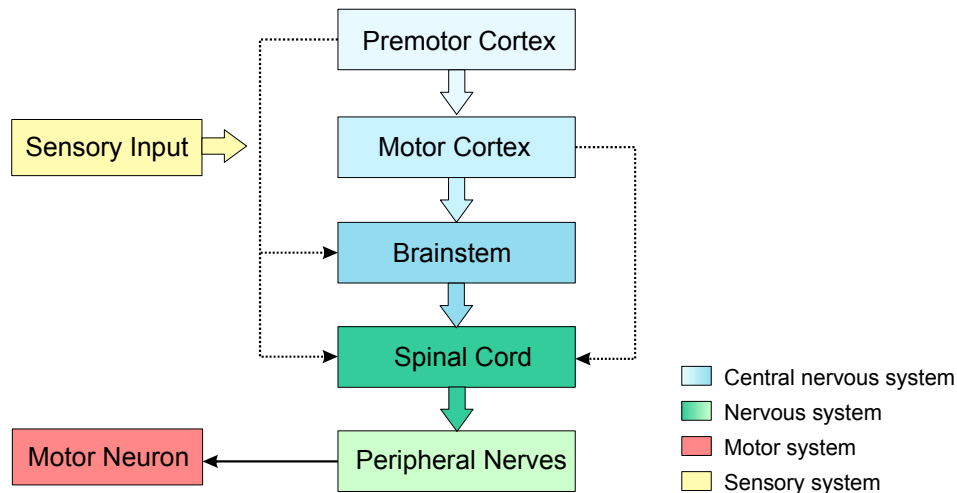 Premotor Cortex
Sensory Input
Motor Cortex
Brainstem
Spinal Cord
Motor Neuron
Peripheral Nerves
Central nervous system
Nervous system
Motor system
Sensory system